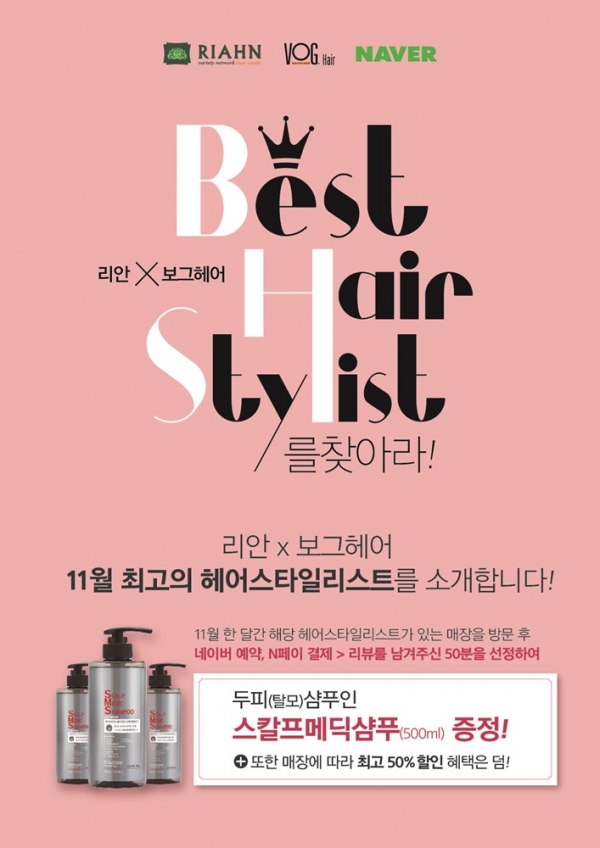 RIAHN
VOG Hair
NAVER
Best
리안 X 보그헤어
Hair
Stylist
를찾아라!
리안 x 보그헤어
11월 최고의 헤어스타일리스트를 소개합니다!
11월 한 달간 해당 헤어스타일리스트가 있는 매장을 방문 후
네이버 예약, N페이 결제 > 리뷰를 남겨주신 50분을 선정하여
두피(탈모)샴푸인
스칼프메딕샴푸(500ml) 증정!
+ 또한 매장에 따라 최고 50% 할인 혜택은 덤!
SCALP
MEDIC
SHAMPOO